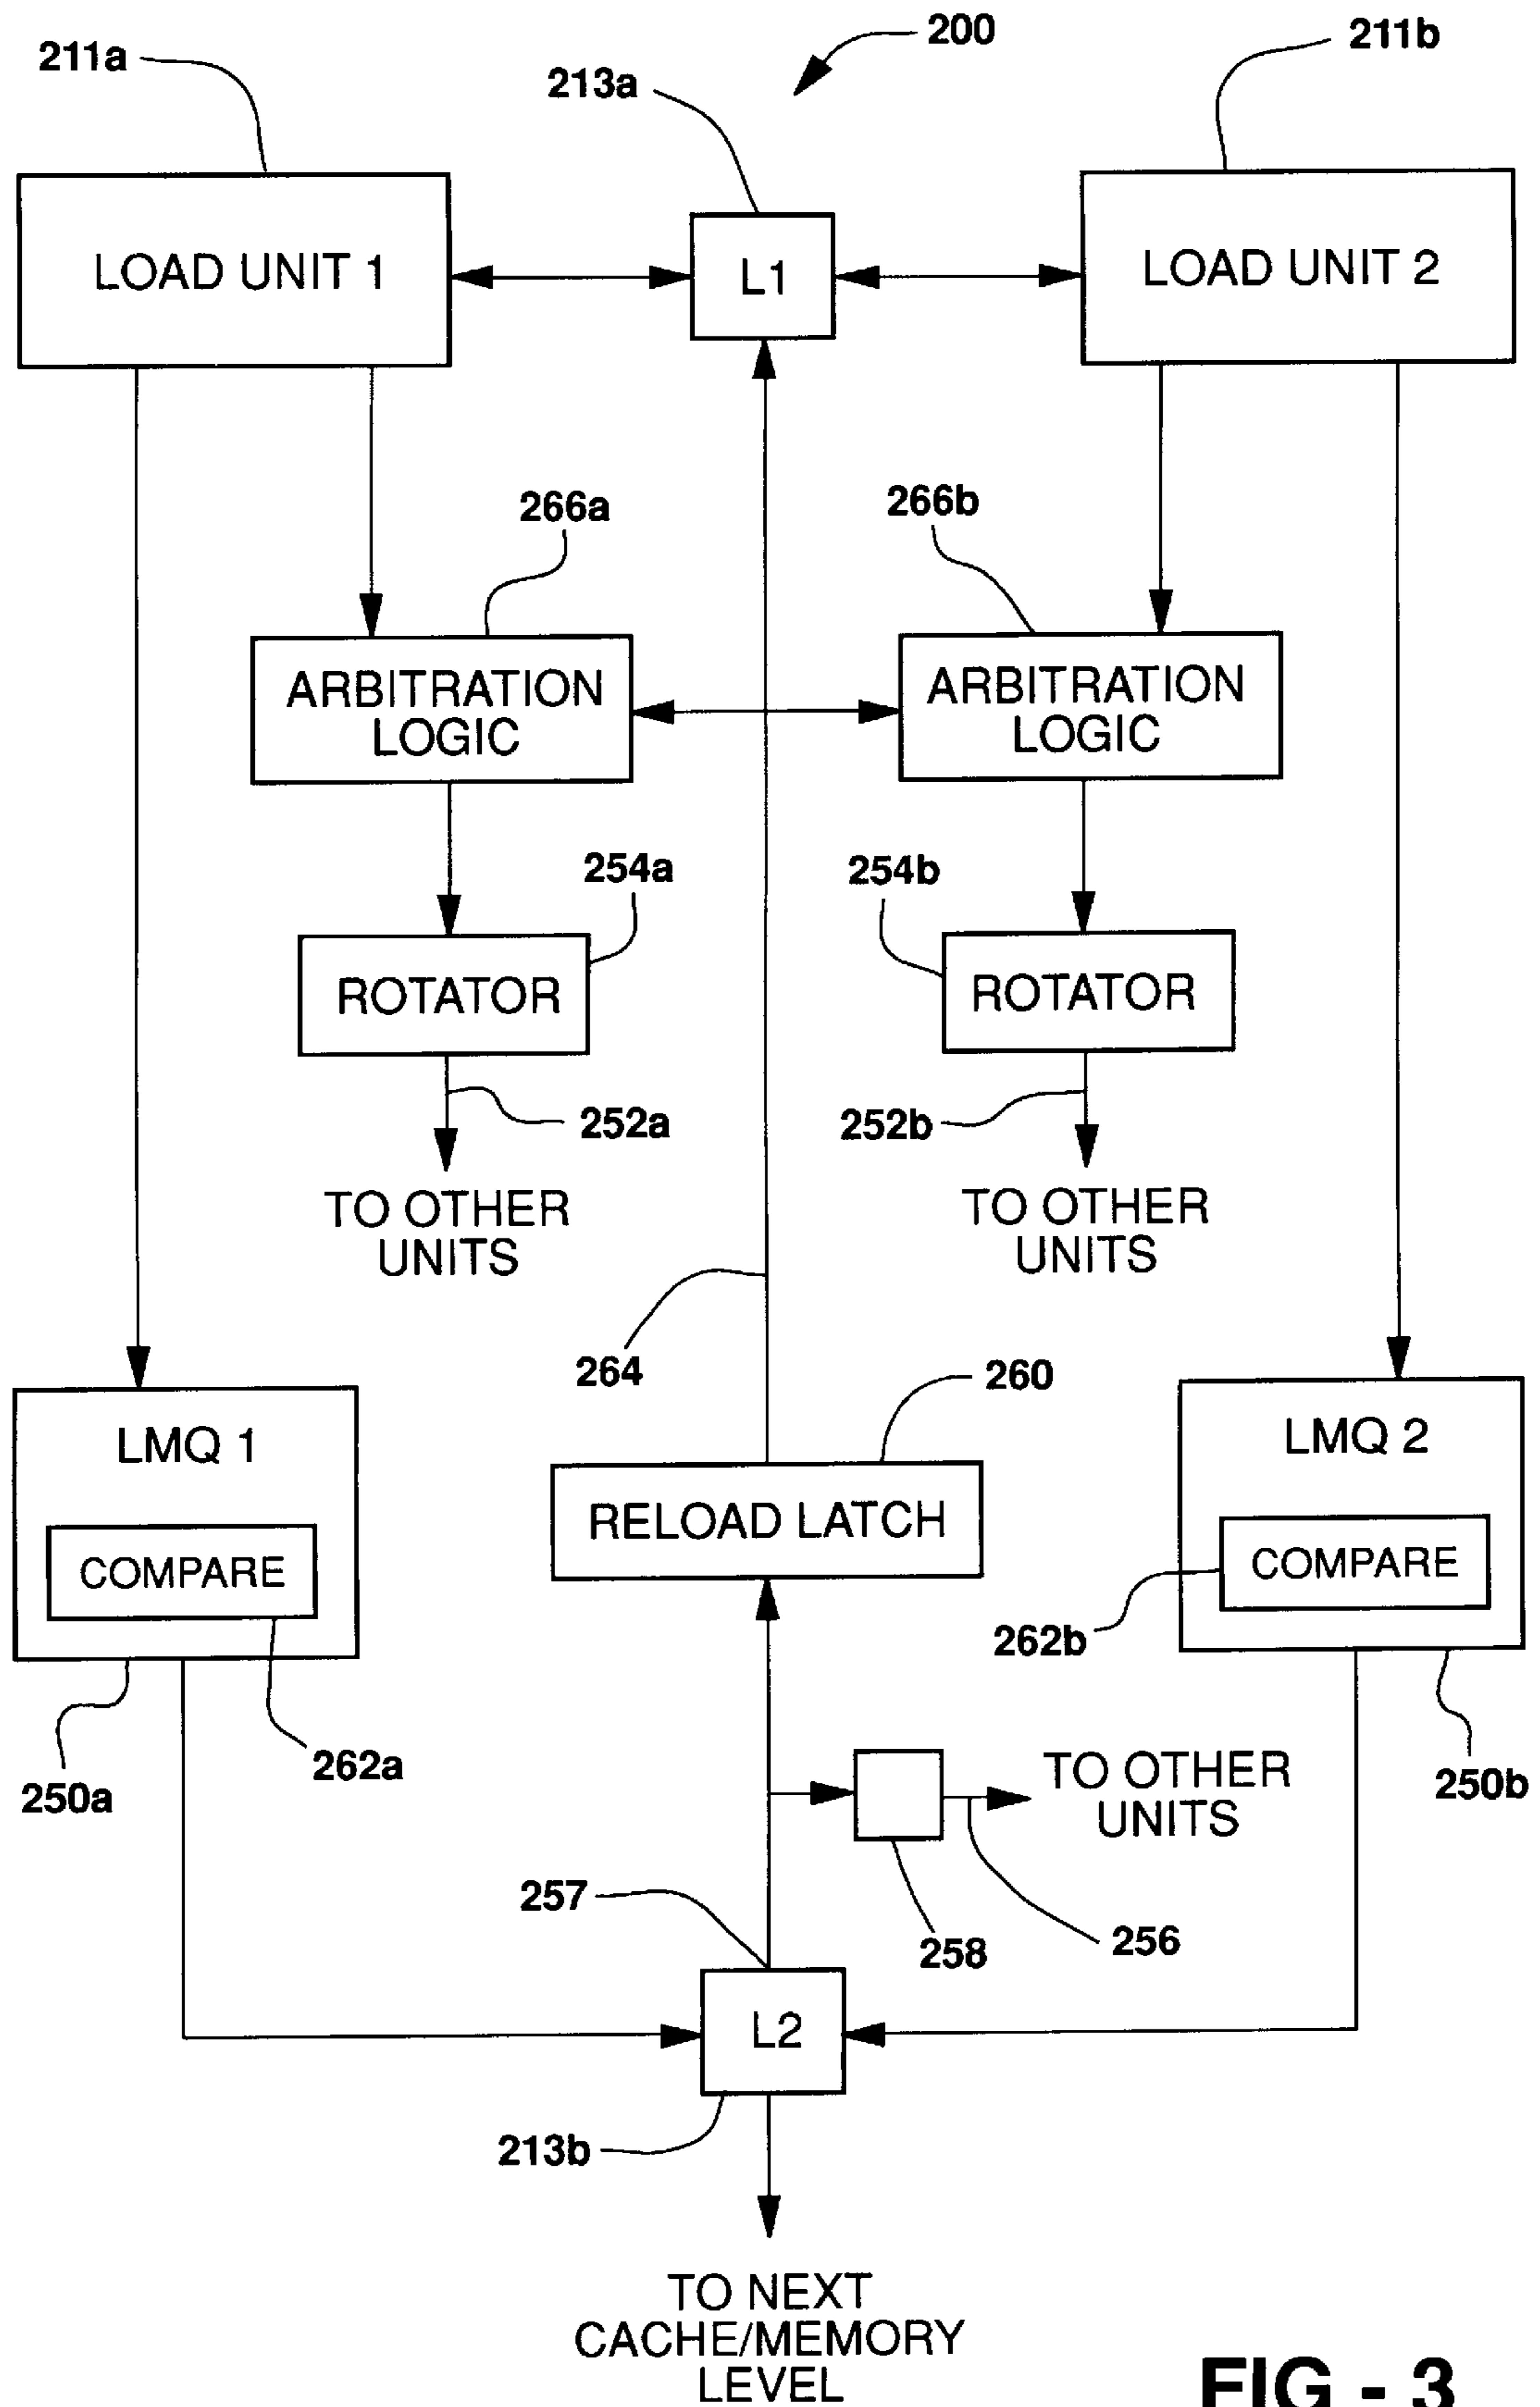 200
211a
211b
213a
LOAD UNIT 1
L1
LOAD UNIT 2
266a
266b
ARBITRATION
LOGIC
ARBITRATION
LOGIC
254a
254b
ROTATOR
ROTATOR
252a
252b
TO OTHER
UNITS
TO OTHER
UNITS
264
260
LMQ 1
COMPARE
RELOAD LATCH
LMQ 2
COMPARE
262b
262a
250a
TO OTHER
UNITS
250b
257
258
256
L2
213b
TO NEXT
CACHE/MEMORY
LEVEL
FIG - 3